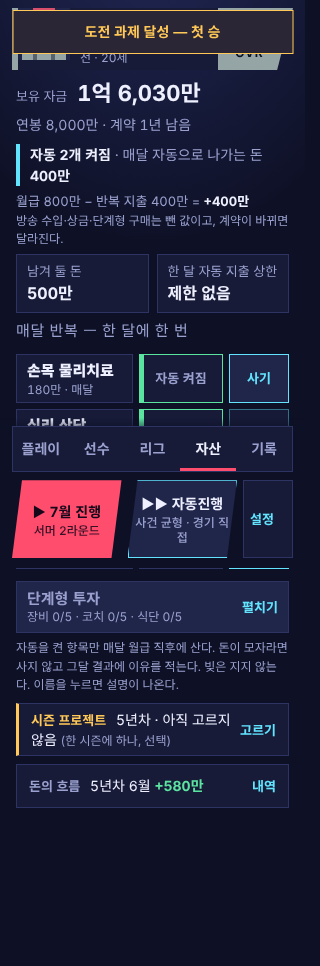 도전 과제 달성 — 첫 승
전 · 20세
OVR
보유 자금 1억 6,030만
연봉 8,000만 · 계약 1년 남음
자동 2개 켜짐 · 매달 자동으로 나가는 돈
400만
월급 800만 − 반복 지출 400만 = +400만
방송 수입·상금·단계형 구매는 뺀 값이고, 계약이 바뀌면
달라진다.
남겨 둘 돈
500만
한 달 자동 지출 상한
제한 없음
매달 반복 — 한 달에 한 번
손목 물리치료
180만 · 매달
자동 켜짐
사기
심리 상담
플레이 선수 리그 자산 기록
▶ 7월 진행
서머 2라운드
▶▶ 자동진행
사건 균형 · 경기 직
접
설정
단계형 투자
장비 0/5 · 코치 0/5 · 식단 0/5
펼치기
자동을 켠 항목만 매달 월급 직후에 산다. 돈이 모자라면
사지 않고 그달 결과에 이유를 적는다. 빚은 지지 않는
다. 이름을 누르면 설명이 나온다.
시즌 프로젝트 5년차 · 아직 고르지
않음 (한 시즌에 하나, 선택)
고르기
돈의 흐름 5년차 6월 +580만
내역